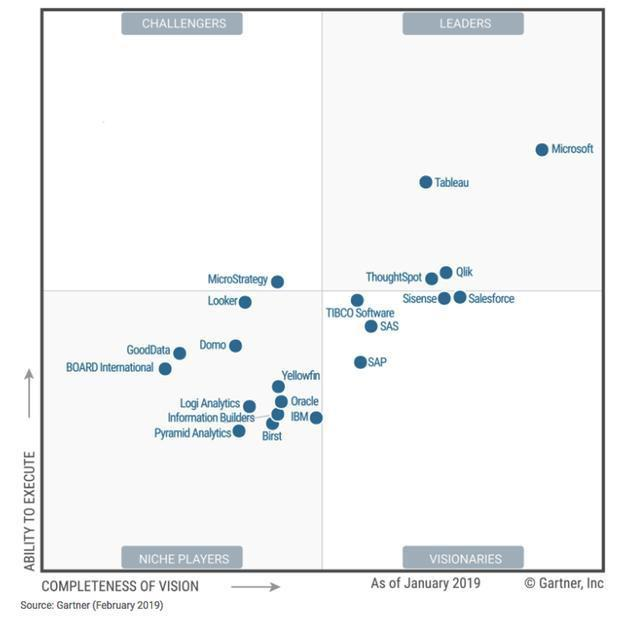 CHALLENGERS
LEADERS
Microsoft
Tableau
ThoughtSpot
Qlik
MicroStrategy
Looker
Sisense
Salesforce
TIBCO Software
SAS
Domo
GoodData
BOARD International
SAP
Yellowfin
Logi Analytics
Oracle
Information Builders
IBM
Pyramid Analytics
Birst
ABILITY TO EXECUTE
NICHE PLAYERS
VISIONARIES
COMPLETENESS OF VISION
As of January 2019
© Gartner, Inc
Source: Gartner (February 2019)